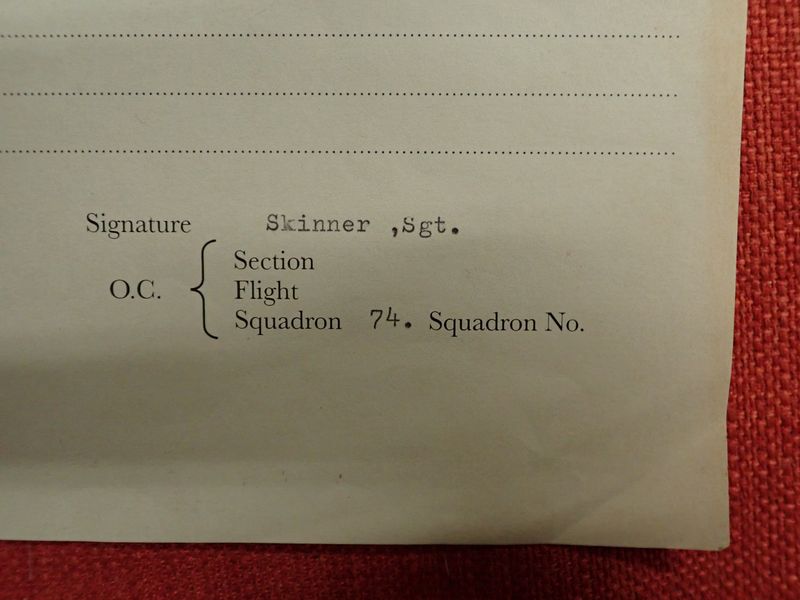 Signature Skinner ,Sgt.
Section
O.C. { Flight
Squadron 74. Squadron No.